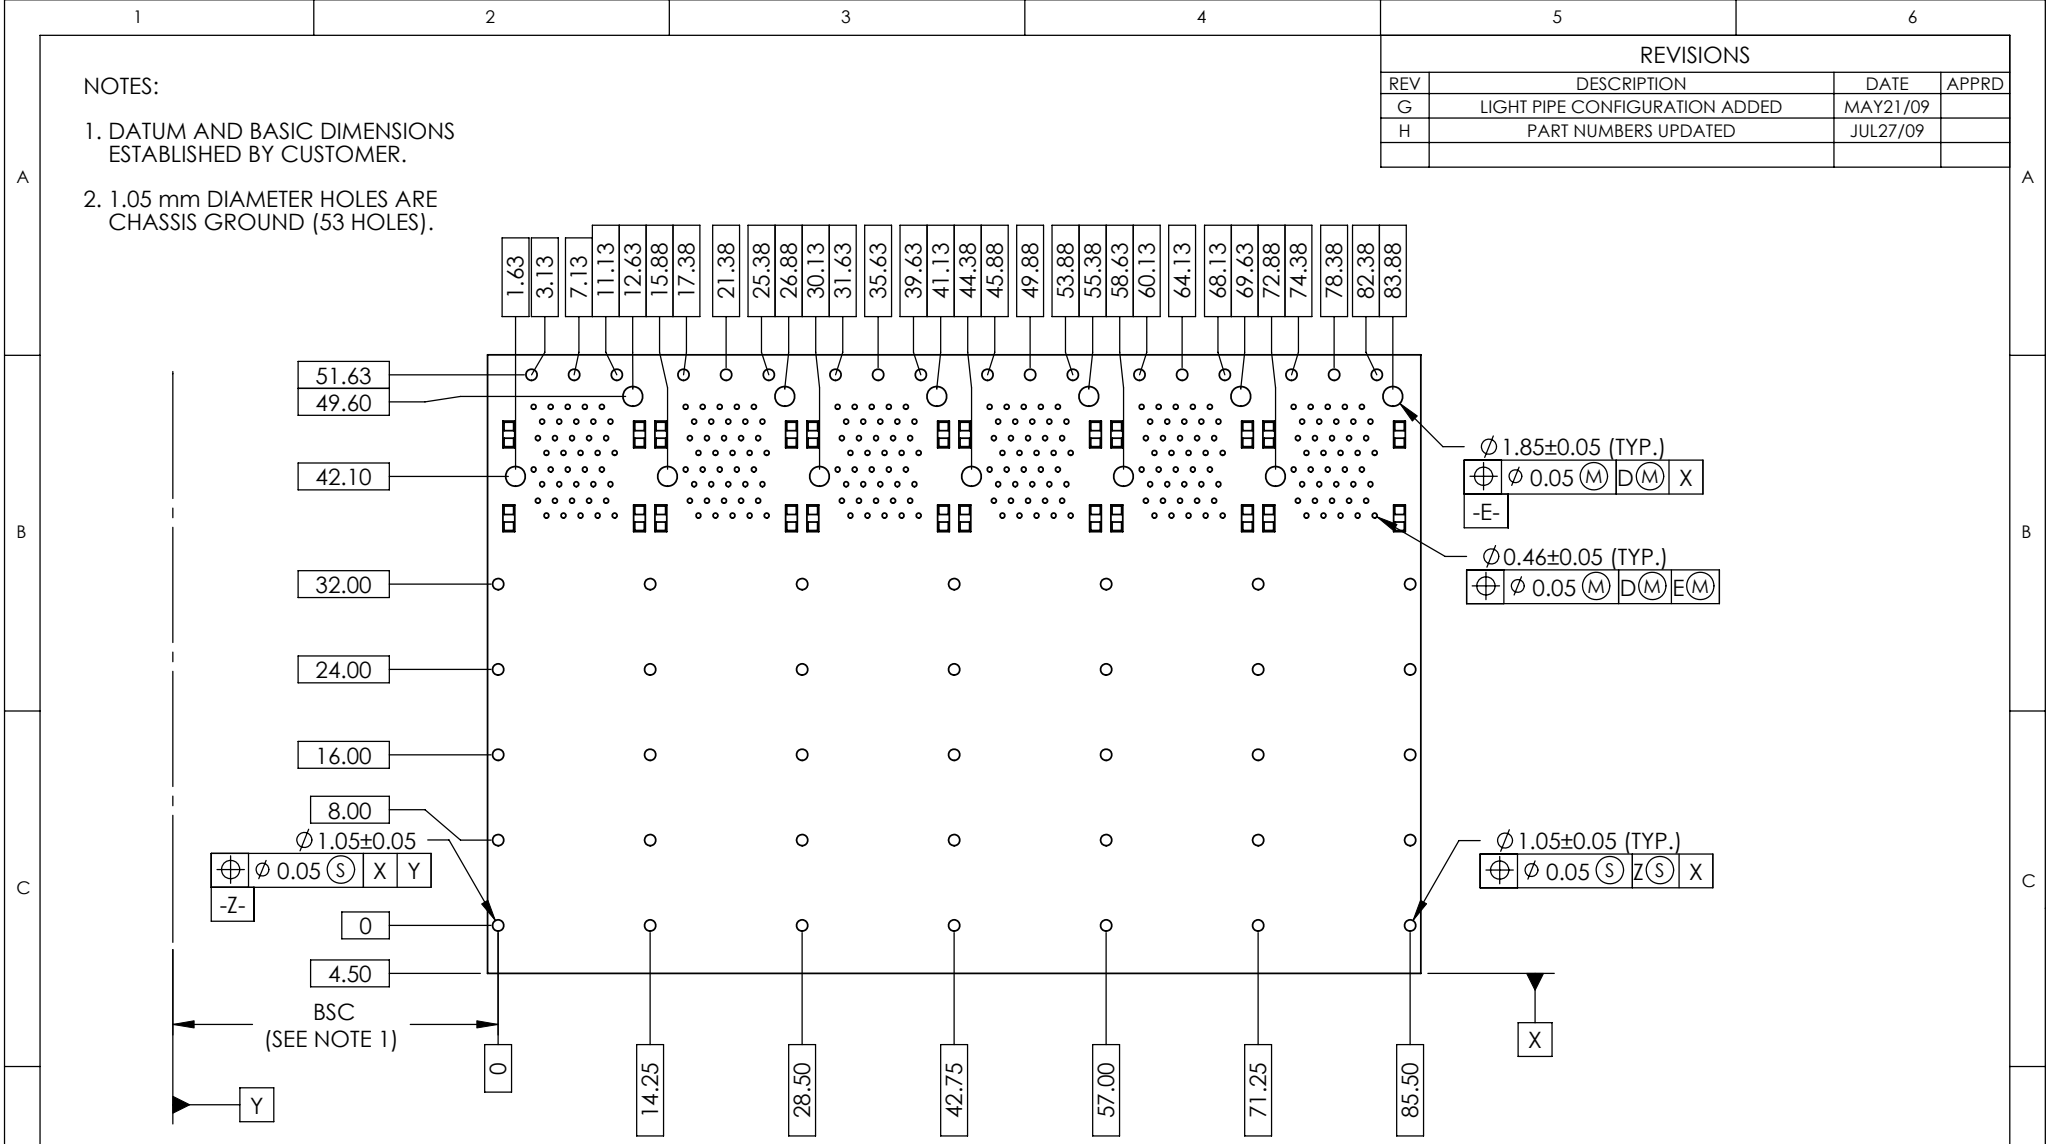 1 2 3 4 5 6
REVISIONS
REV DESCRIPTION DATE APPRD
G LIGHT PIPE CONFIGURATION ADDED MAY21/09
H PART NUMBERS UPDATED JUL27/09
NOTES:
1. DATUM AND BASIC DIMENSIONS
ESTABLISHED BY CUSTOMER.
2. 1.05 mm DIAMETER HOLES ARE
CHASSIS GROUND (53 HOLES).
A A
1.63 3.13 7.13 11.13 12.63 15.88 17.38 21.38 25.38 26.88 30.13 31.63 35.63 39.63 41.13 44.38 45.88 49.88 53.88 55.38 58.63 60.13 64.13 68.13 69.63 72.88 74.38 78.38 82.38 83.88
51.63
49.60
42.10
32.00
24.00
16.00
8.00
⌀1.05±0.05
⌖ ⌀ 0.05 Ⓢ X Y
-Z-
0
4.50
BSC
(SEE NOTE 1)
Y
⌀1.85±0.05 (TYP.)
⌖ ⌀ 0.05 Ⓜ DⓂ X
-E-
⌀0.46±0.05 (TYP.)
⌖ ⌀ 0.05 Ⓜ DⓂ EⓂ
B B
⌀1.05±0.05 (TYP.)
⌖ ⌀ 0.05 Ⓢ ZⓈ X
C C
X
0 14.25 28.50 42.75 57.00 71.25 85.50